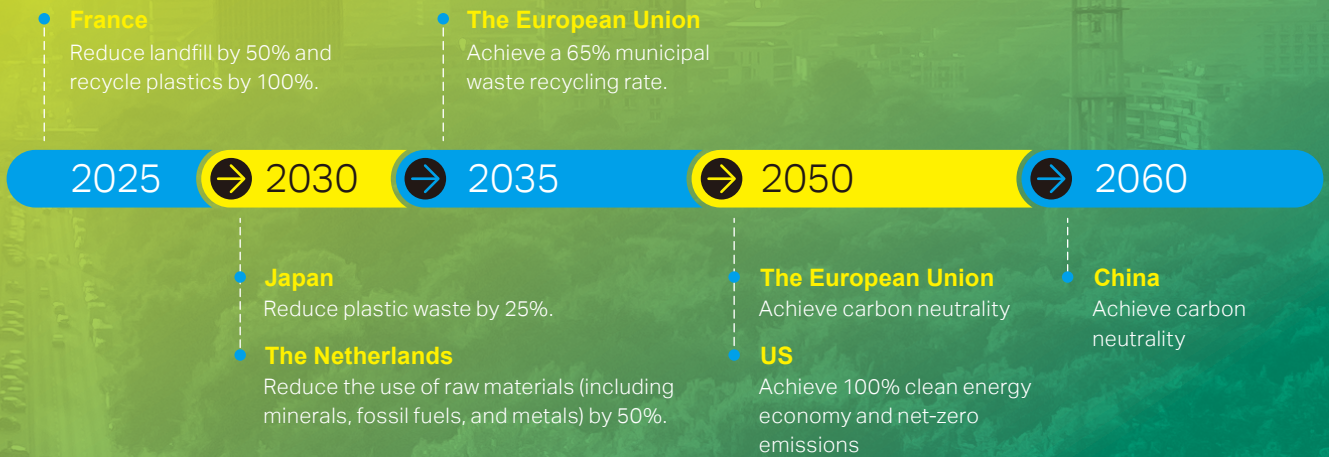 France
Reduce landfill by 50% and
recycle plastics by 100%.
The European Union
Achieve a 65% municipal
waste recycling rate.
2025
2030
2035
2050
2060
Japan
Reduce plastic waste by 25%.
The Netherlands
Reduce the use of raw materials (including
minerals, fossil fuels, and metals) by 50%.
The European Union
Achieve carbon neutrality
US
Achieve 100% clean energy
economy and net-zero
emissions
China
Achieve carbon
neutrality